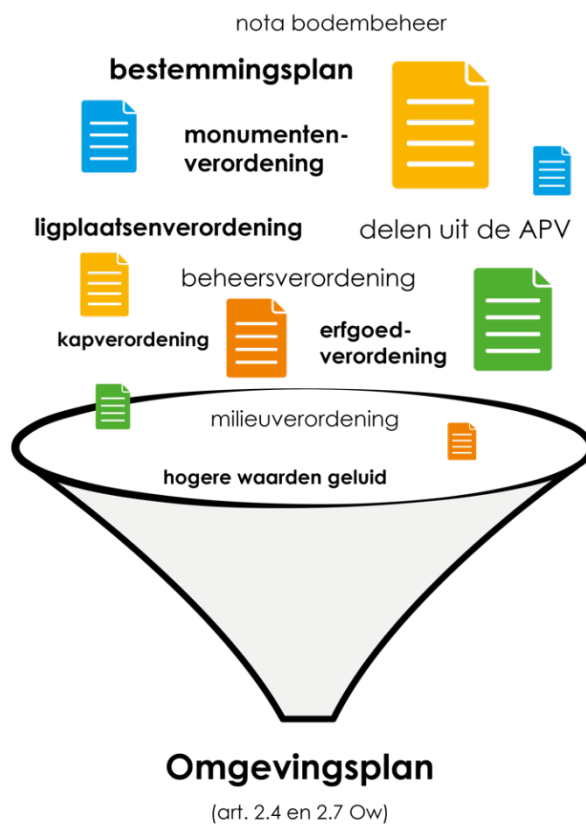 nota bodembeheer
bestemmingsplan
monumenten-
verordening
ligplaatsenverordening
delen uit de APV
beheersverordening
kapverordening
erfgoed-
verordening
milieuverordening
hogere waarden geluid
Omgevingsplan
(art. 2.4 en 2.7 Ow)